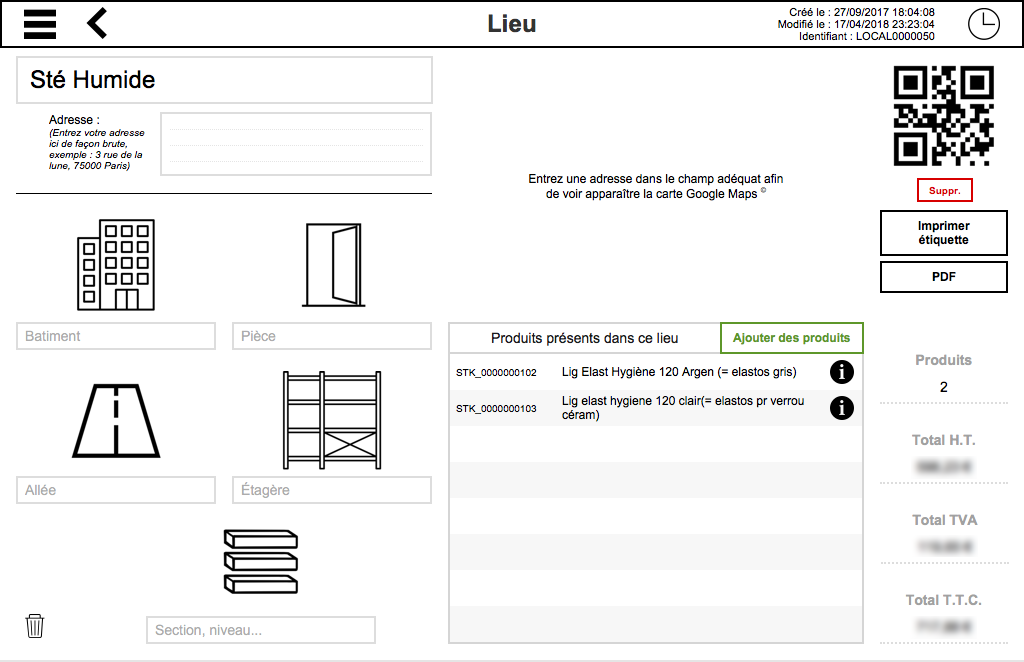 Lieu
Créé le : 27/09/2017 18:04:08
Modifié le : 17/04/2018 23:23:04
Identifiant : LOCAL0000050
Sté Humide
Adresse :
(Entrez votre adresse
ici de façon brute,
exemple : 3 rue de la
lune, 75000 Paris)
Entrez une adresse dans le champ adéquat afin
de voir apparaître la carte Google Maps ©
Suppr.
Imprimer
étiquette
PDF
Batiment
Pièce
Allée
Étagère
Section, niveau...
Produits présents dans ce lieu
Ajouter des produits
STK_0000000102
Lig Elast Hygiène 120 Argen (= elastos gris)
STK_0000000103
Lig elast hygiene 120 clair(= elastos pr verrou
céram)
Produits
2
Total H.T.
Total TVA
Total T.T.C.